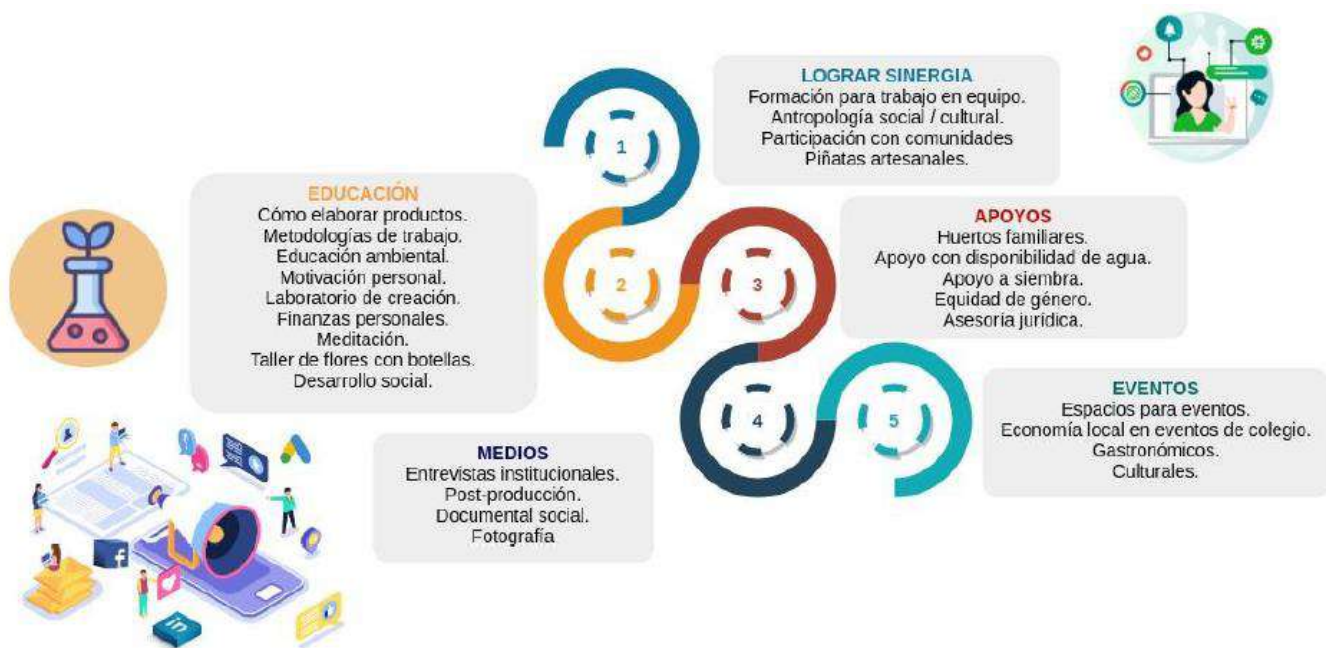 1
LOGRAR SINERGIA
Formación para trabajo en equipo.
Antropología social / cultural.
Participación con comunidades
Piñatas artesanales.
2
EDUCACIÓN
Cómo elaborar productos.
Metodologías de trabajo.
Educación ambiental.
Motivación personal.
Laboratorio de creación.
Finanzas personales.
Meditación.
Taller de flores con botellas.
Desarrollo social.
3
APOYOS
Huertos familiares.
Apoyo con disponibilidad de agua.
Apoyo a siembra.
Equidad de género.
Asesoría jurídica.
4
MEDIOS
Entrevistas institucionales.
Post-producción.
Documental social.
Fotografía
5
EVENTOS
Espacios para eventos.
Economía local en eventos de colegio.
Gastronómicos.
Culturales.
f
in